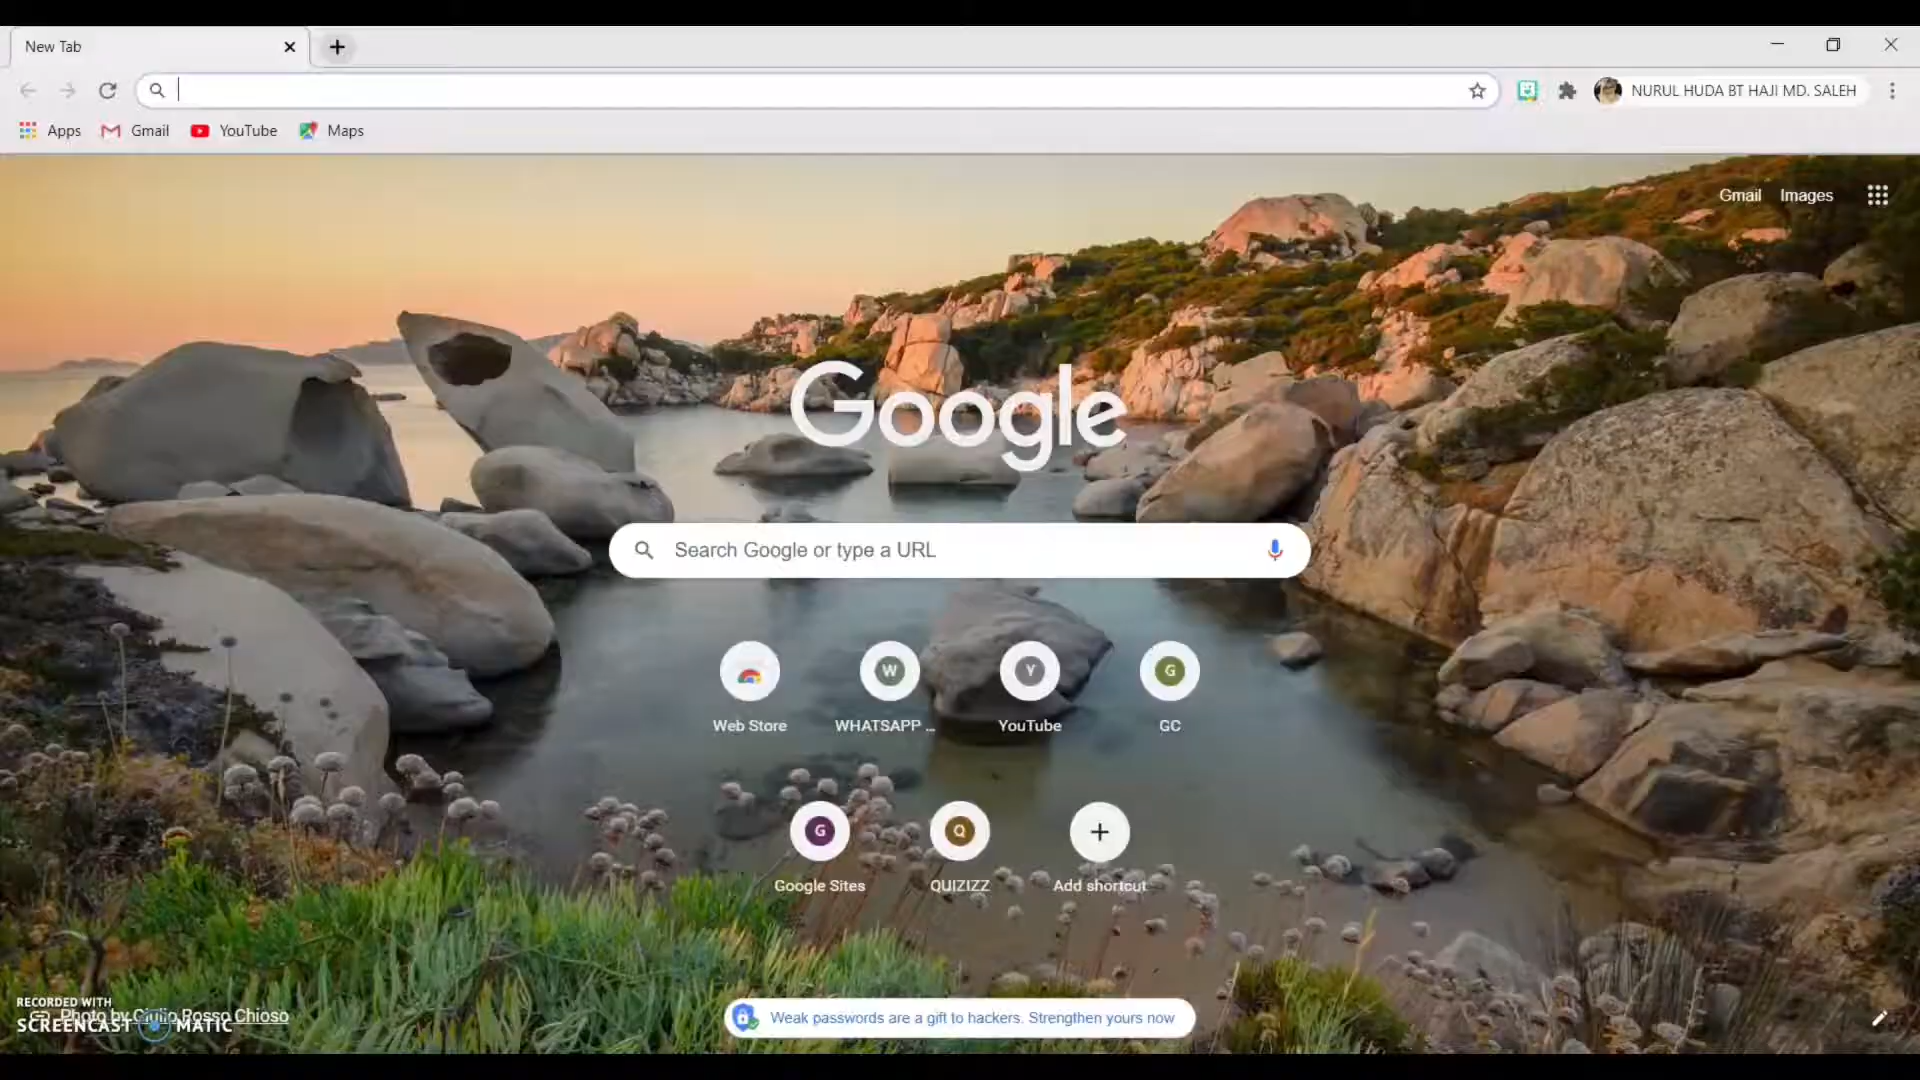 New Tab
NURUL HUDA BT HAJI MD. SALEH
Apps Gmail YouTube Maps
Gmail Images
Google
Search Google or type a URL
W Y G
Web Store WHATSAPP ... YouTube GC
G Q
Google Sites QUIZIZZ Add shortcut
RECORDED WITH
Photo by Giulio Rosso Chioso
SCREENCAST MATIC
Weak passwords are a gift to hackers. Strengthen yours now